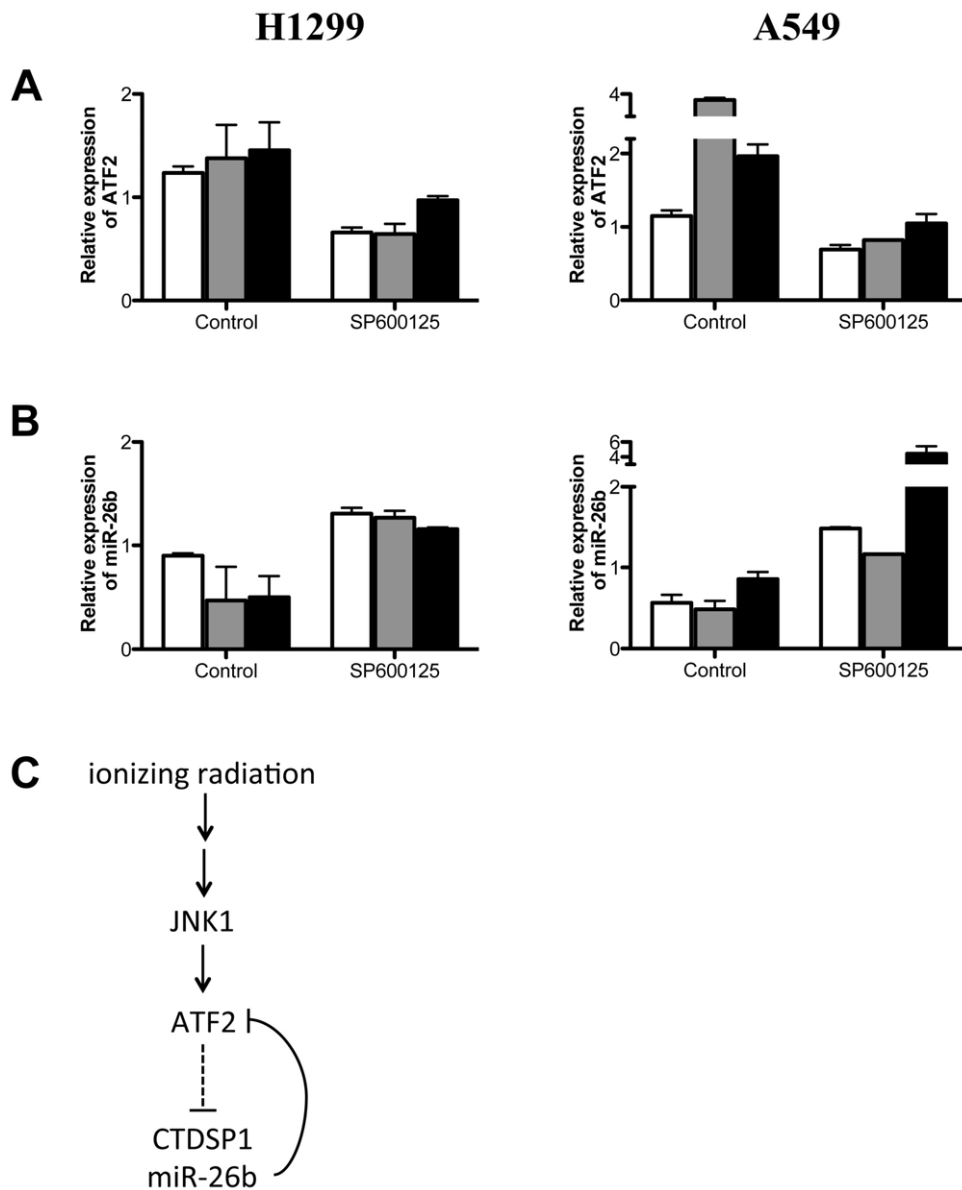 H1299 A549
A
Relative expression
of ATF2
2
1
0
Control SP600125
Relative expression
of ATF2
4
2
1
0
Control SP600125
B
Relative expression
of miR-26b
2
1
0
Control SP600125
Relative expression
of miR-26b
6
4
2
1
0
Control SP600125
C
ionizing radiation
JNK1
ATF2
CTDSP1
miR-26b